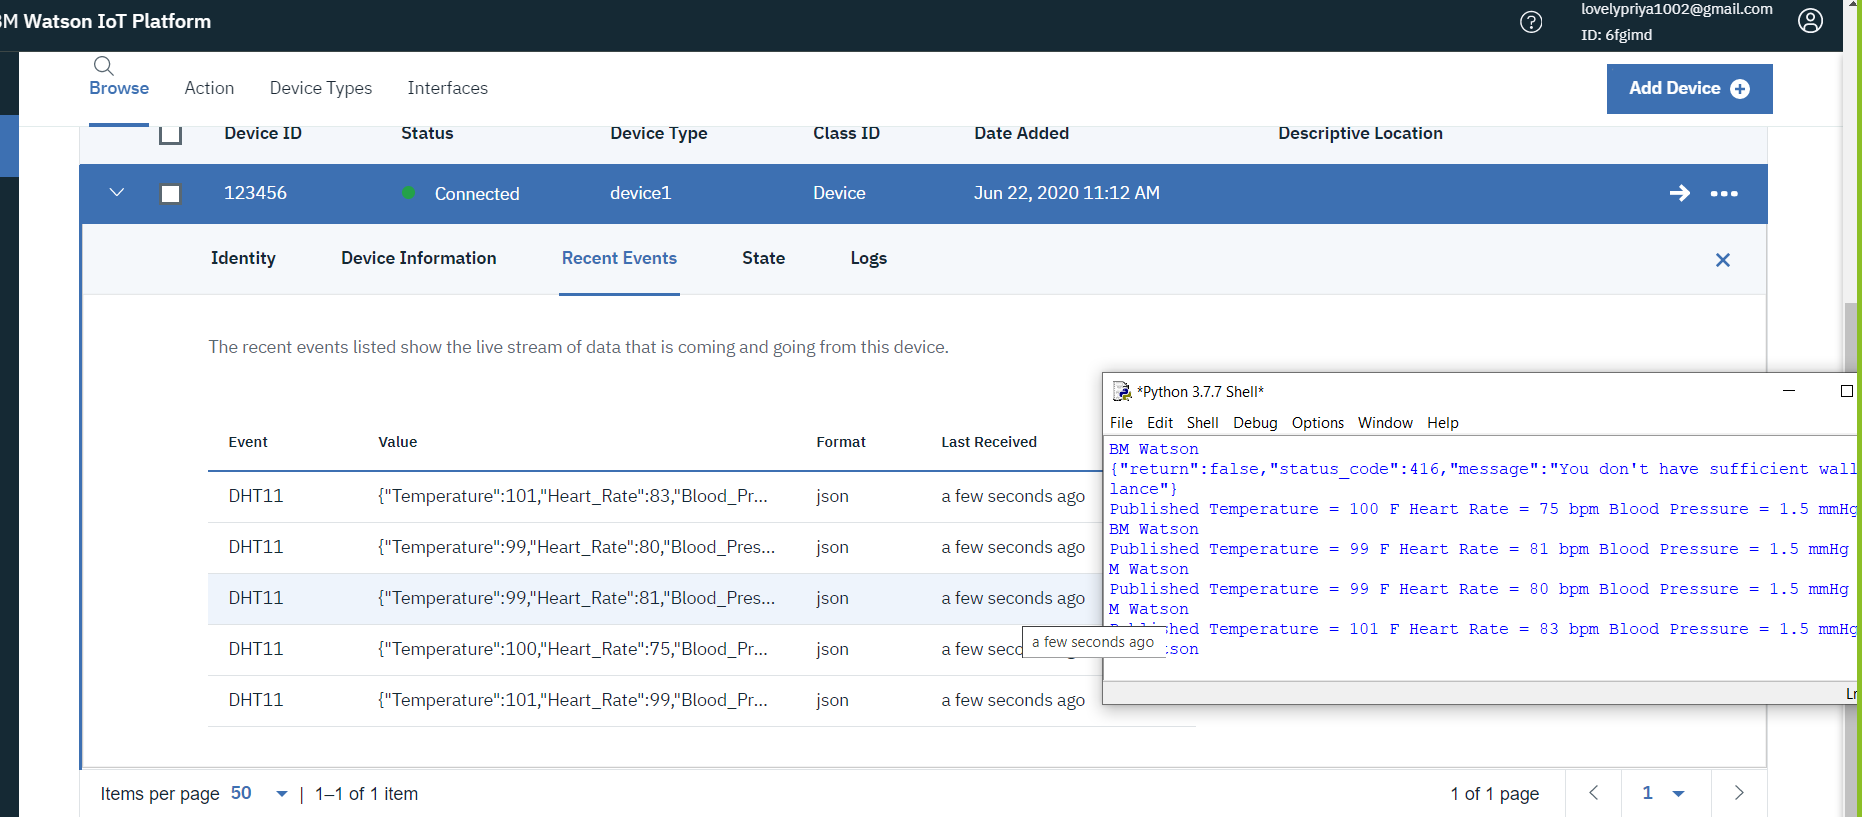 BM Watson IoT Platform
lovelypriya1002@gmail.com
ID: 6fgimd
Browse Action Device Types Interfaces
Add Device
Device ID Status Device Type Class ID Date Added Descriptive Location
123456 Connected device1 Device Jun 22, 2020 11:12 AM
Identity Device Information Recent Events State Logs
The recent events listed show the live stream of data that is coming and going from this device.
Event Value Format Last Received
DHT11 {"Temperature":101,"Heart_Rate":83,"Blood_Pr... json a few seconds ago
DHT11 {"Temperature":99,"Heart_Rate":80,"Blood_Pres... json a few seconds ago
DHT11 {"Temperature":99,"Heart_Rate":81,"Blood_Pres... json a few seconds ago
DHT11 {"Temperature":100,"Heart_Rate":75,"Blood_Pr... json a few sec
DHT11 {"Temperature":101,"Heart_Rate":99,"Blood_Pr... json a few seconds ago
a few seconds ago
*Python 3.7.7 Shell*
File Edit Shell Debug Options Window Help
BM Watson
{"return":false,"status_code":416,"message":"You don't have sufficient wall
lance"}
Published Temperature = 100 F Heart Rate = 75 bpm Blood Pressure = 1.5 mmHg
BM Watson
Published Temperature = 99 F Heart Rate = 81 bpm Blood Pressure = 1.5 mmHg
M Watson
Published Temperature = 99 F Heart Rate = 80 bpm Blood Pressure = 1.5 mmHg
M Watson
shed Temperature = 101 F Heart Rate = 83 bpm Blood Pressure = 1.5 mmHg
tson
Ln
Items per page 50 | 1–1 of 1 item
1 of 1 page 1